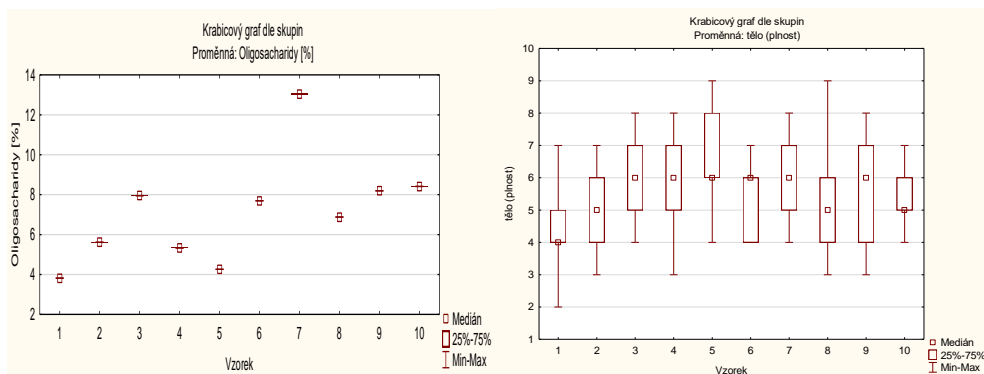 Krabicový graf dle skupin
Proměnná: Oligosacharidy [%]
Oligosacharidy [%]
14
12
10
8
6
4
2
1 2 3 4 5 6 7 8 9 10
Vzorek
Medián
25%-75%
Min-Max
Krabicový graf dle skupin
Proměnná: tělo (plnost)
tělo (plnost)
10
9
8
7
6
5
4
3
2
1
1 2 3 4 5 6 7 8 9 10
Vzorek
Medián
25%-75%
Min-Max